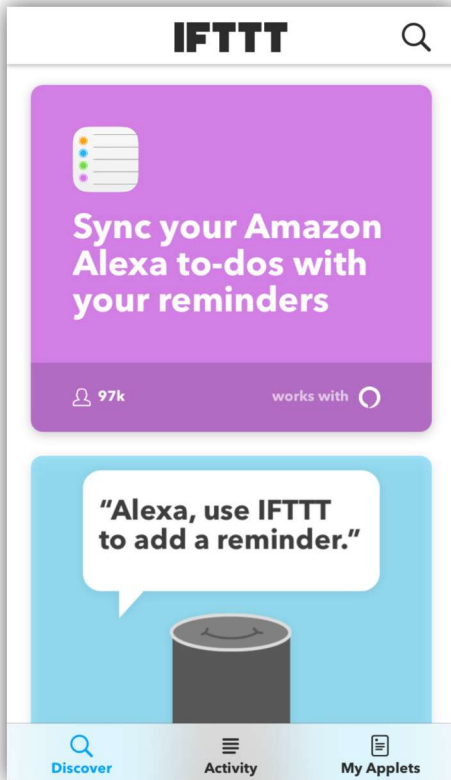 IFTTT
Sync your Amazon
Alexa to-dos with
your reminders
97k
works with
“Alexa, use IFTTT
to add a reminder.”
Discover
Activity
My Applets